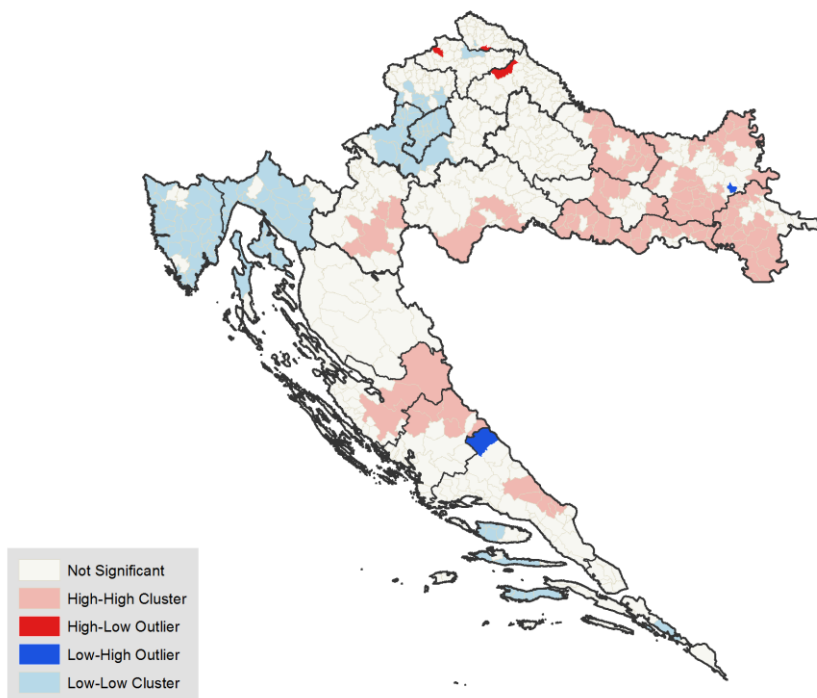 Not Significant
High-High Cluster
High-Low Outlier
Low-High Outlier
Low-Low Cluster